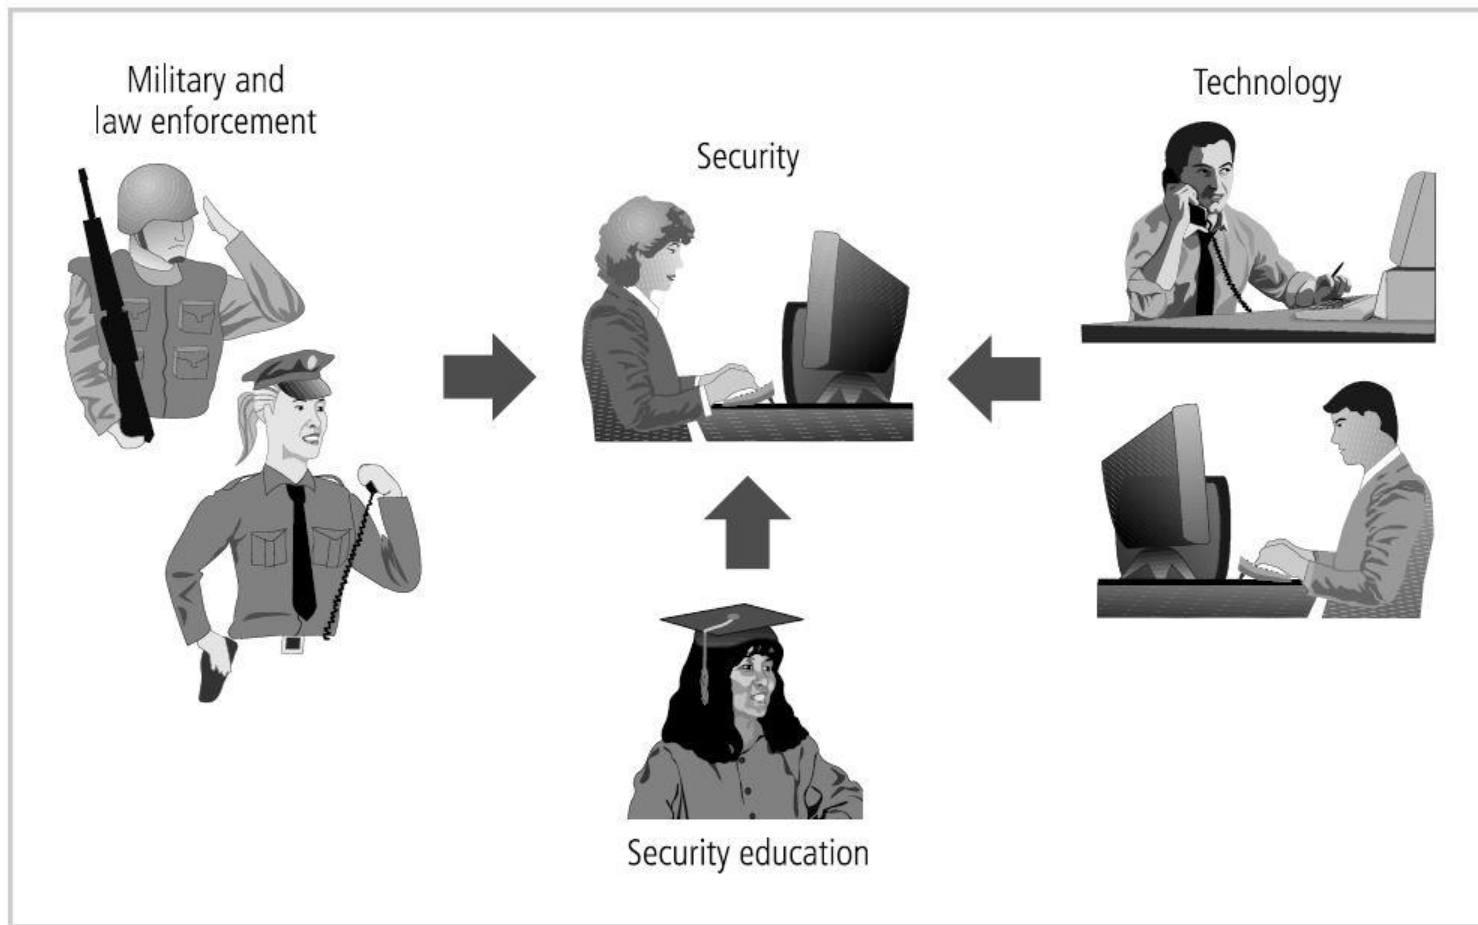 Military and
law enforcement
Security
Technology
Security education